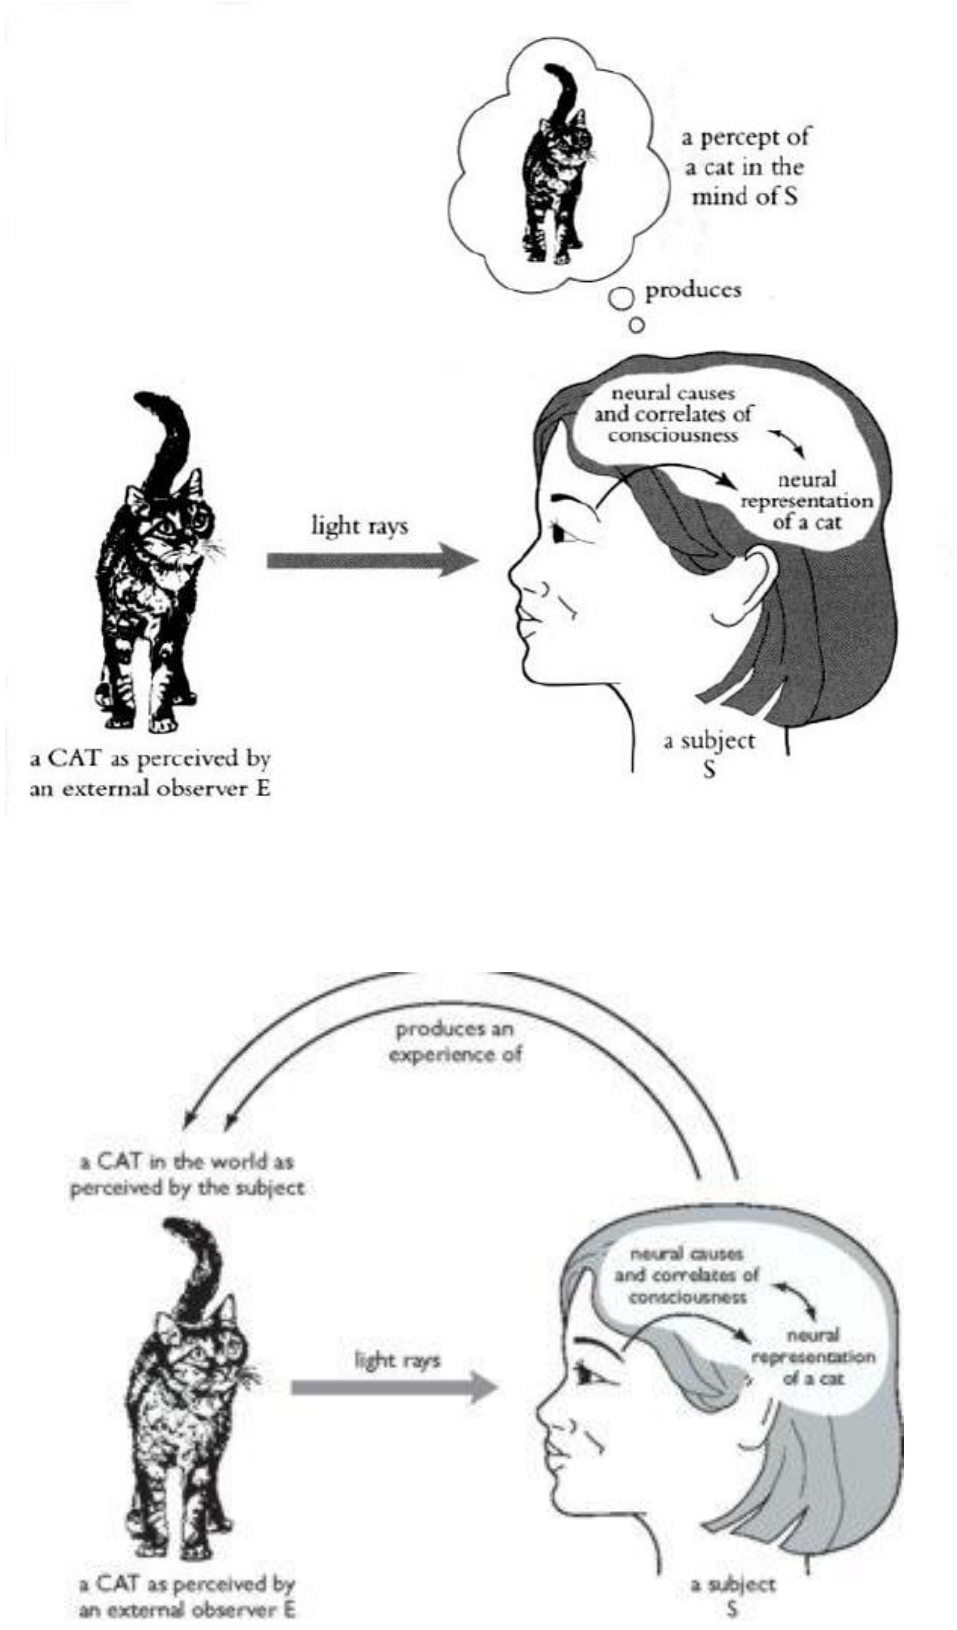 a percept of
a cat in the
mind of S
produces
neural causes
and correlates of
consciousness
neural
representation
of a cat
light rays
a subject
S
a CAT as perceived by
an external observer E
produces an
experience of
a CAT in the world as
perceived by the subject
neural causes
and correlates of
consciousness
neural
representation
of a cat
light rays
a CAT as perceived by
an external observer E
a subject
S